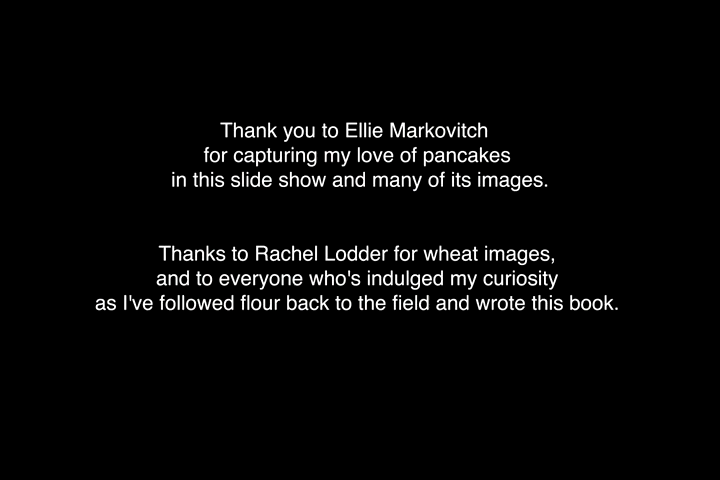 Thank you to Ellie Markovitch
for capturing my love of pancakes
in this slide show and many of its images.
Thanks to Rachel Lodder for wheat images,
and to everyone who's indulged my curiosity
as I've followed flour back to the field and wrote this book.